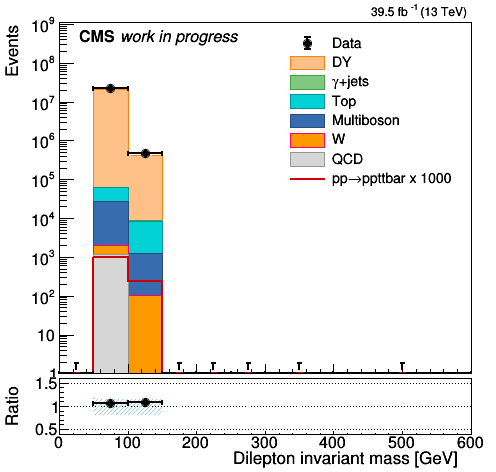 39.5 fb⁻¹ (13 TeV)
CMS work in progress
Events
10⁹
10⁸
10⁷
10⁶
10⁵
10⁴
10³
10²
10
1
Data
DY
γ+jets
Top
Multiboson
W
QCD
pp→ppttbar x 1000
Ratio
1.5
1
0.5
0 100 200 300 400 500 600
Dilepton invariant mass [GeV]